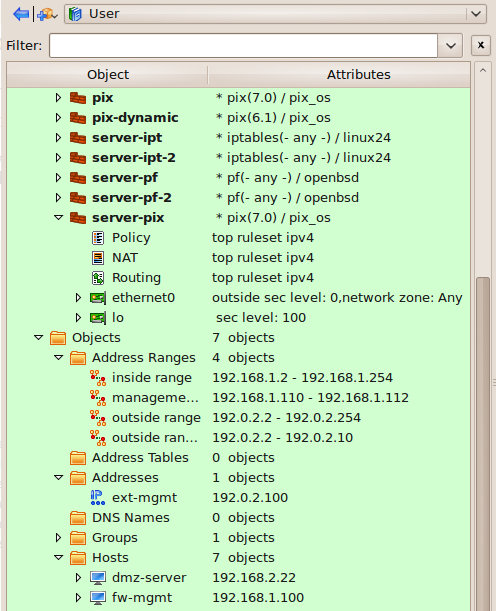 User
Filter:
Object Attributes
pix * pix(7.0) / pix_os
pix-dynamic * pix(6.1) / pix_os
server-ipt * iptables(- any -) / linux24
server-ipt-2 * iptables(- any -) / linux24
server-pf * pf(- any -) / openbsd
server-pf-2 * pf(- any -) / openbsd
server-pix * pix(7.0) / pix_os
Policy top ruleset ipv4
NAT top ruleset ipv4
Routing top ruleset ipv4
ethernet0 outside sec level: 0,network zone: Any
lo sec level: 100
Objects 7 objects
Address Ranges 4 objects
inside range 192.168.1.2 - 192.168.1.254
manageme... 192.168.1.110 - 192.168.1.112
outside range 192.0.2.2 - 192.0.2.254
outside ran... 192.0.2.2 - 192.0.2.10
Address Tables 0 objects
Addresses 1 objects
ext-mgmt 192.0.2.100
DNS Names 0 objects
Groups 1 objects
Hosts 7 objects
dmz-server 192.168.2.22
fw-mgmt 192.168.1.100